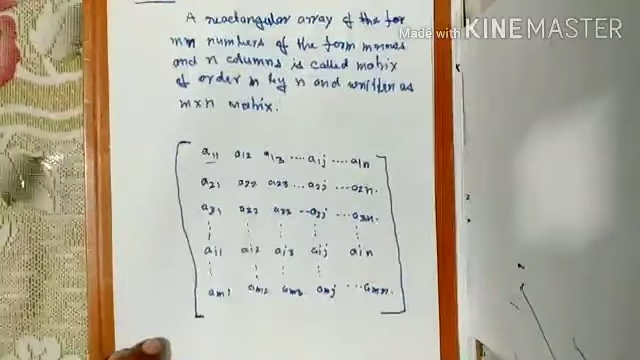 Made with KINEMASTER
A reactangular array of the for
mn numbers of the form m rows
and n columns is called matrix
of order n by n and written as
m×n matrix.
a11 a12 a13 .... a1j .... a1n
a21 a22 a23 ... a2j ... a2n.
a31 a32 a33 ... a3j ... a3n.
ai1 ai2 ai3 aij ain
am1 am2 am3 amj ... amn.